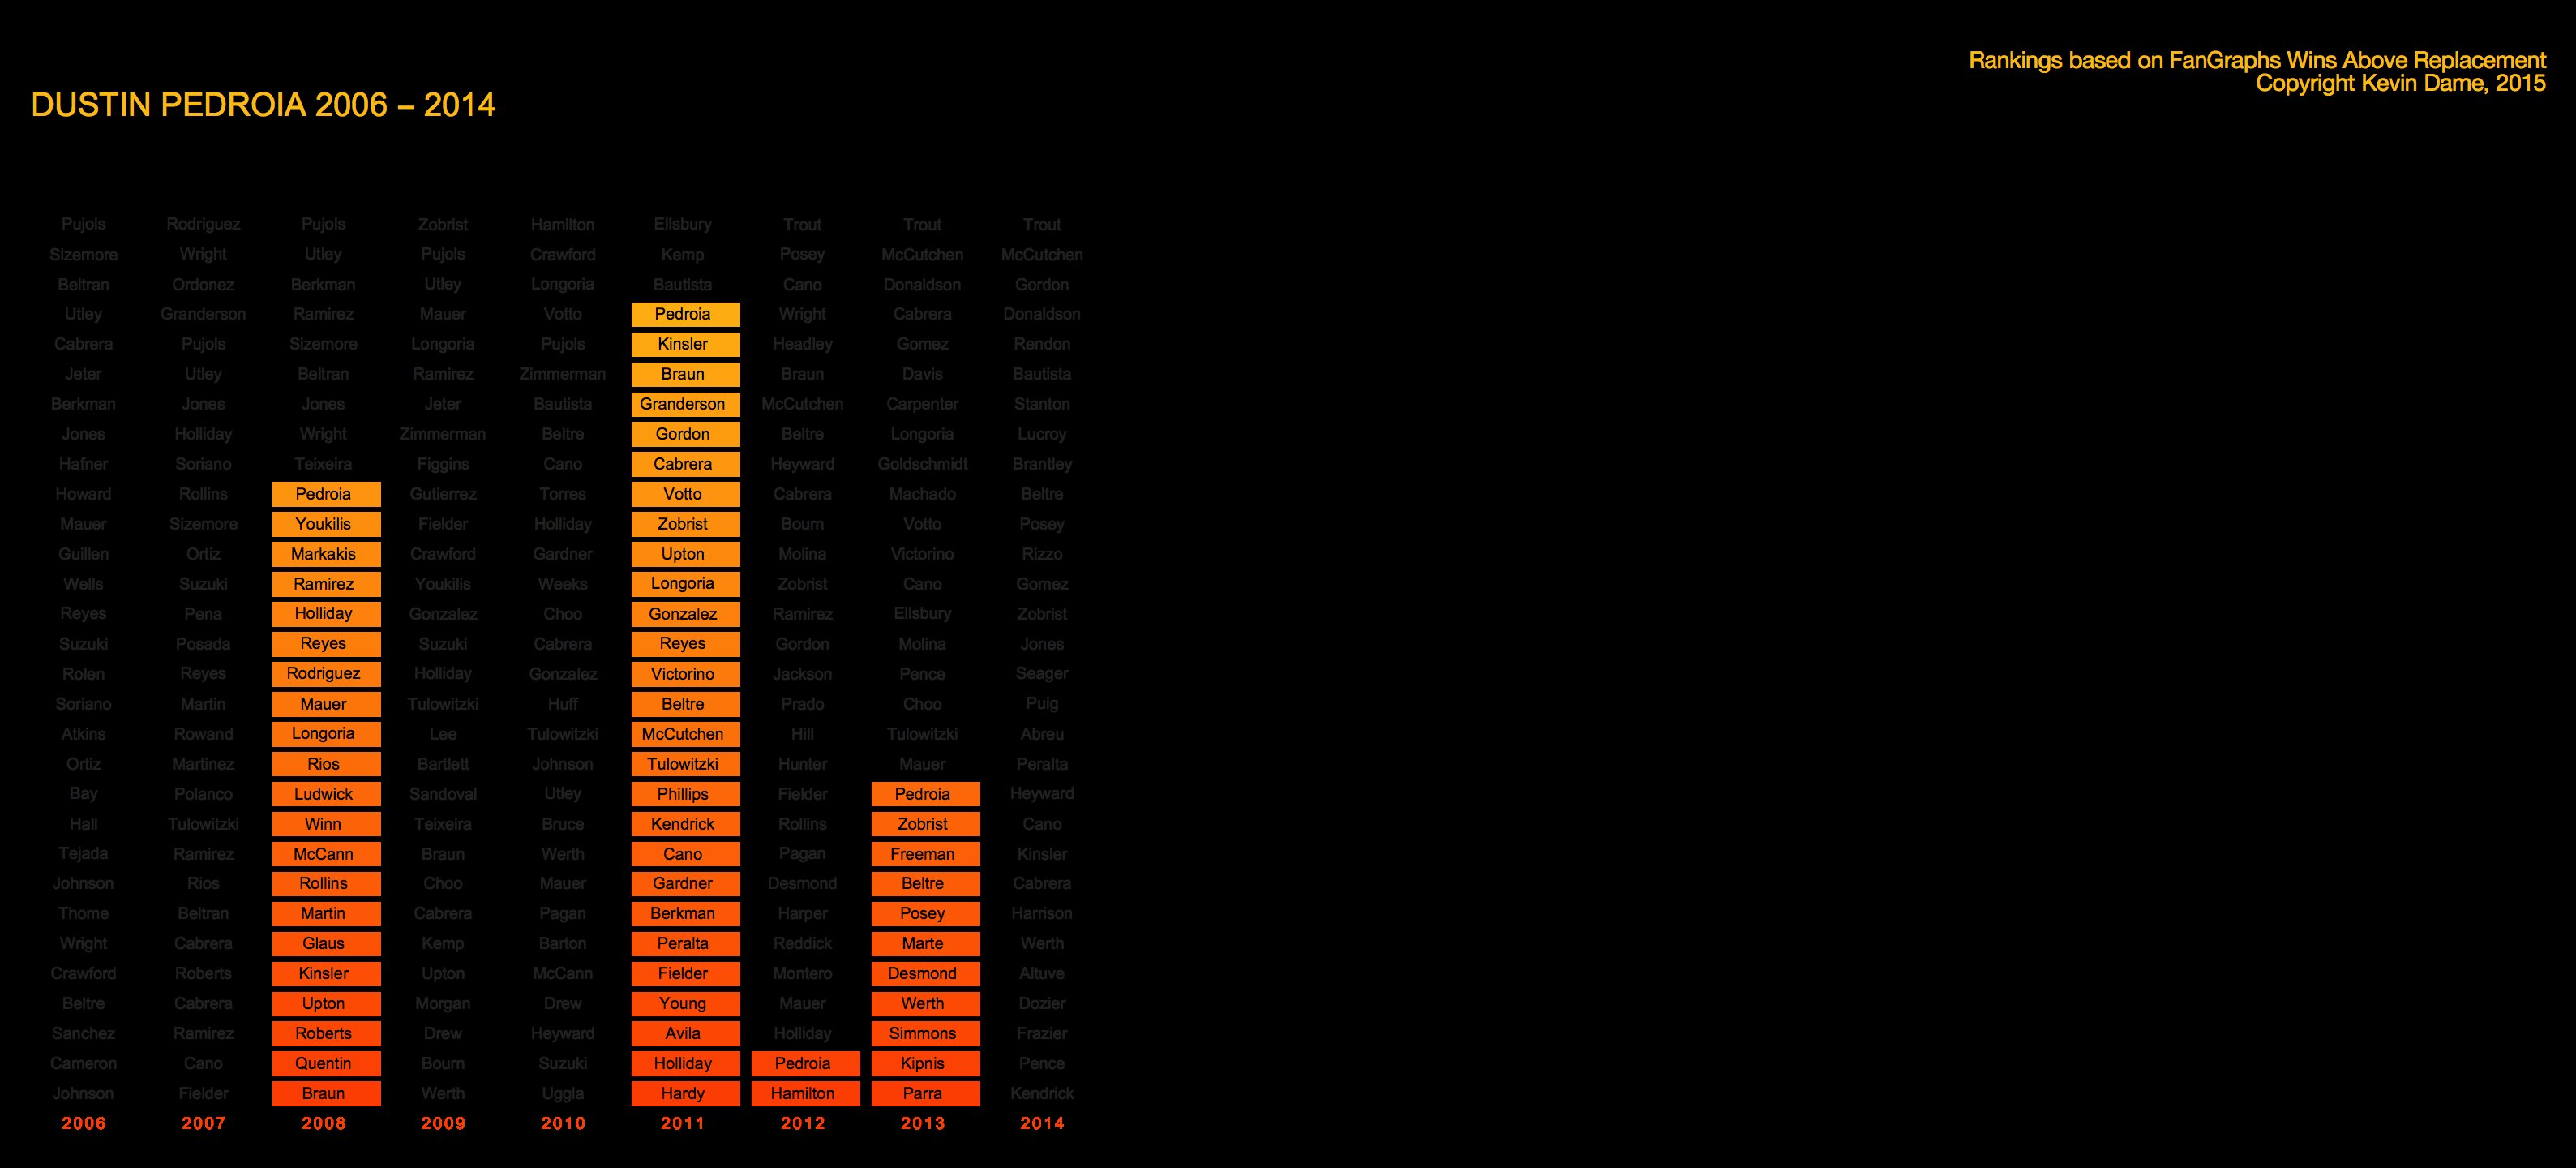 Rankings based on FanGraphs Wins Above Replacement
Copyright Kevin Dame, 2015
DUSTIN PEDROIA 2006 – 2014
Pujols Rodriguez Pujols Zobrist Hamilton Ellsbury Trout Trout Trout
Sizemore Wright Utley Pujols Crawford Kemp Posey McCutchen McCutchen
Beltran Ordonez Berkman Utley Longoria Bautista Cano Donaldson Gordon
Utley Granderson Ramirez Mauer Votto Pedroia Wright Cabrera Donaldson
Cabrera Pujols Sizemore Longoria Pujols Kinsler Headley Gomez Rendon
Jeter Utley Beltran Ramirez Zimmerman Braun Braun Davis Bautista
Berkman Jones Jones Jeter Bautista Granderson McCutchen Carpenter Stanton
Jones Holliday Wright Zimmerman Beltre Gordon Beltre Longoria Lucroy
Hafner Soriano Teixeira Figgins Cano Cabrera Heyward Goldschmidt Brantley
Howard Rollins Pedroia Gutierrez Torres Votto Cabrera Machado Beltre
Mauer Sizemore Youkilis Fielder Holliday Zobrist Bourn Votto Posey
Guillen Ortiz Markakis Crawford Gardner Upton Molina Victorino Rizzo
Wells Suzuki Ramirez Youkilis Weeks Longoria Zobrist Cano Gomez
Reyes Pena Holliday Gonzalez Choo Gonzalez Ramirez Ellsbury Zobrist
Suzuki Posada Reyes Suzuki Cabrera Reyes Gordon Molina Jones
Rolen Reyes Rodriguez Holliday Gonzalez Victorino Jackson Pence Seager
Soriano Martin Mauer Tulowitzki Huff Beltre Prado Choo Puig
Atkins Rowand Longoria Lee Tulowitzki McCutchen Hill Tulowitzki Abreu
Ortiz Martinez Rios Bartlett Johnson Tulowitzki Hunter Mauer Peralta
Bay Polanco Ludwick Sandoval Utley Phillips Fielder Pedroia Heyward
Hall Tulowitzki Winn Teixeira Bruce Kendrick Rollins Zobrist Cano
Tejada Ramirez McCann Braun Werth Cano Pagan Freeman Kinsler
Johnson Rios Rollins Choo Mauer Gardner Desmond Beltre Cabrera
Thome Beltran Martin Cabrera Pagan Berkman Harper Posey Harrison
Wright Cabrera Glaus Kemp Barton Peralta Reddick Marte Werth
Crawford Roberts Kinsler Upton McCann Fielder Montero Desmond Altuve
Beltre Cabrera Upton Morgan Drew Young Mauer Werth Dozier
Sanchez Ramirez Roberts Drew Heyward Avila Holliday Simmons Frazier
Cameron Cano Quentin Bourn Suzuki Holliday Pedroia Kipnis Pence
Johnson Fielder Braun Werth Uggla Hardy Hamilton Parra Kendrick
2006 2007 2008 2009 2010 2011 2012 2013 2014